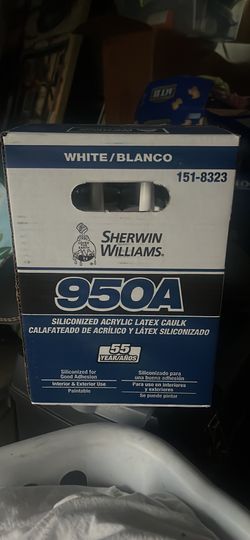 WHITE/BLANCO
151-8323
SHERWIN
WILLIAMS®
950A
SILICONIZED ACRYLIC LATEX CAULK
CALAFATEADO DE ACRÍLICO Y LÁTEX SILICONIZADO
55
YEAR/AÑOS
Siliconized for
Good Adhesion
Interior & Exterior Use
Paintable
Siliconizado para
una buena adhesión
Para uso en interiores
y exteriores
Se puede pintar